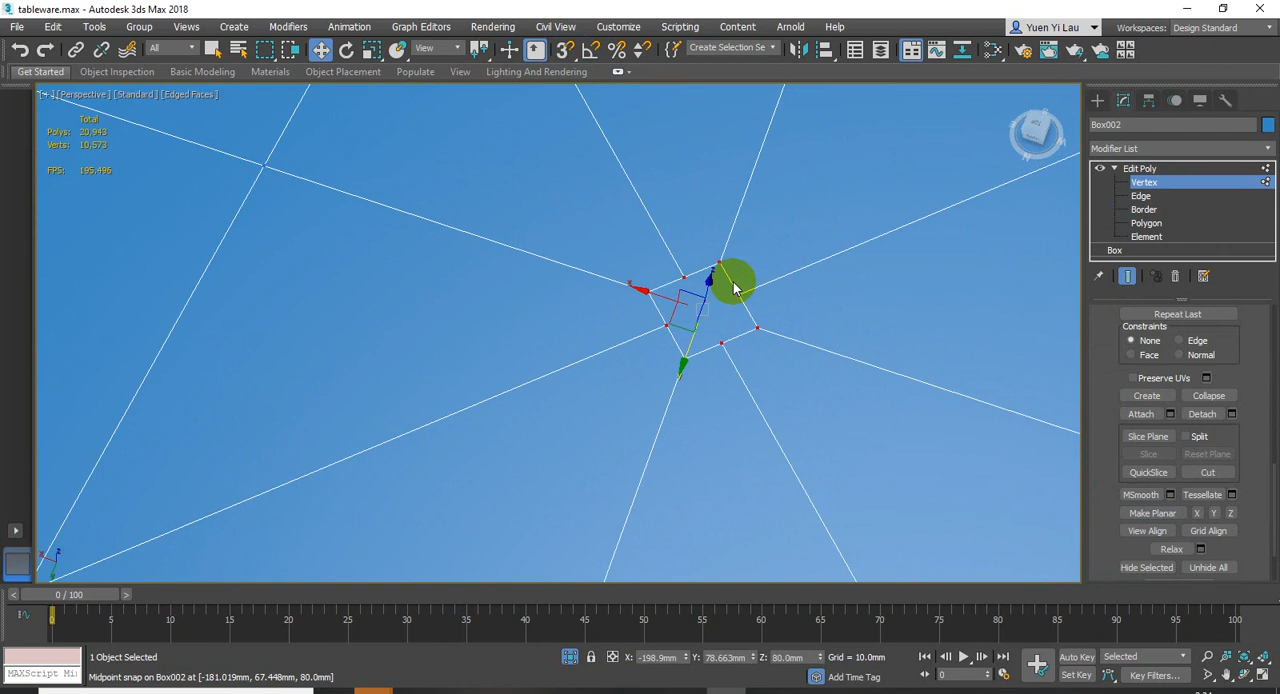 tableware.max - Autodesk 3ds Max 2018
File Edit Tools Group Views Create Modifiers Animation Graph Editors Rendering Civil View Customize Scripting Content Arnold Help
Yuen Yi Lau
Workspaces: Design Standard
All
View
Create Selection Se
Get Started Object Inspection Basic Modeling Materials Object Placement Populate View Lighting And Rendering
[+] [Perspective] [Standard] [Edged Faces]
Total
Polys: 20,943
Verts: 10,573
FPS: 195.496
Box002
Modifier List
Edit Poly
Vertex
Edge
Border
Polygon
Element
Box
Repeat Last
Constraints
None Edge
Face Normal
Preserve UVs
Create Collapse
Attach Detach
Slice Plane Split
Slice Reset Plane
QuickSlice Cut
MSmooth Tessellate
Make Planar X Y Z
View Align Grid Align
Relax
Hide Selected Unhide All
< 0 / 100 >
0 5 10 15 20 25 30 35 40 45 50 55 60 65 70 75 80 85 90 95 100
1 Object Selected
X: -198.9mm Y: 78.663mm Z: 80.0mm Grid = 10.0mm
Auto Key Selected
MAXScript Mi
Midpoint snap on Box002 at [-181.019mm, 67.448mm, 80.0mm]
Add Time Tag
0
Set Key Key Filters...